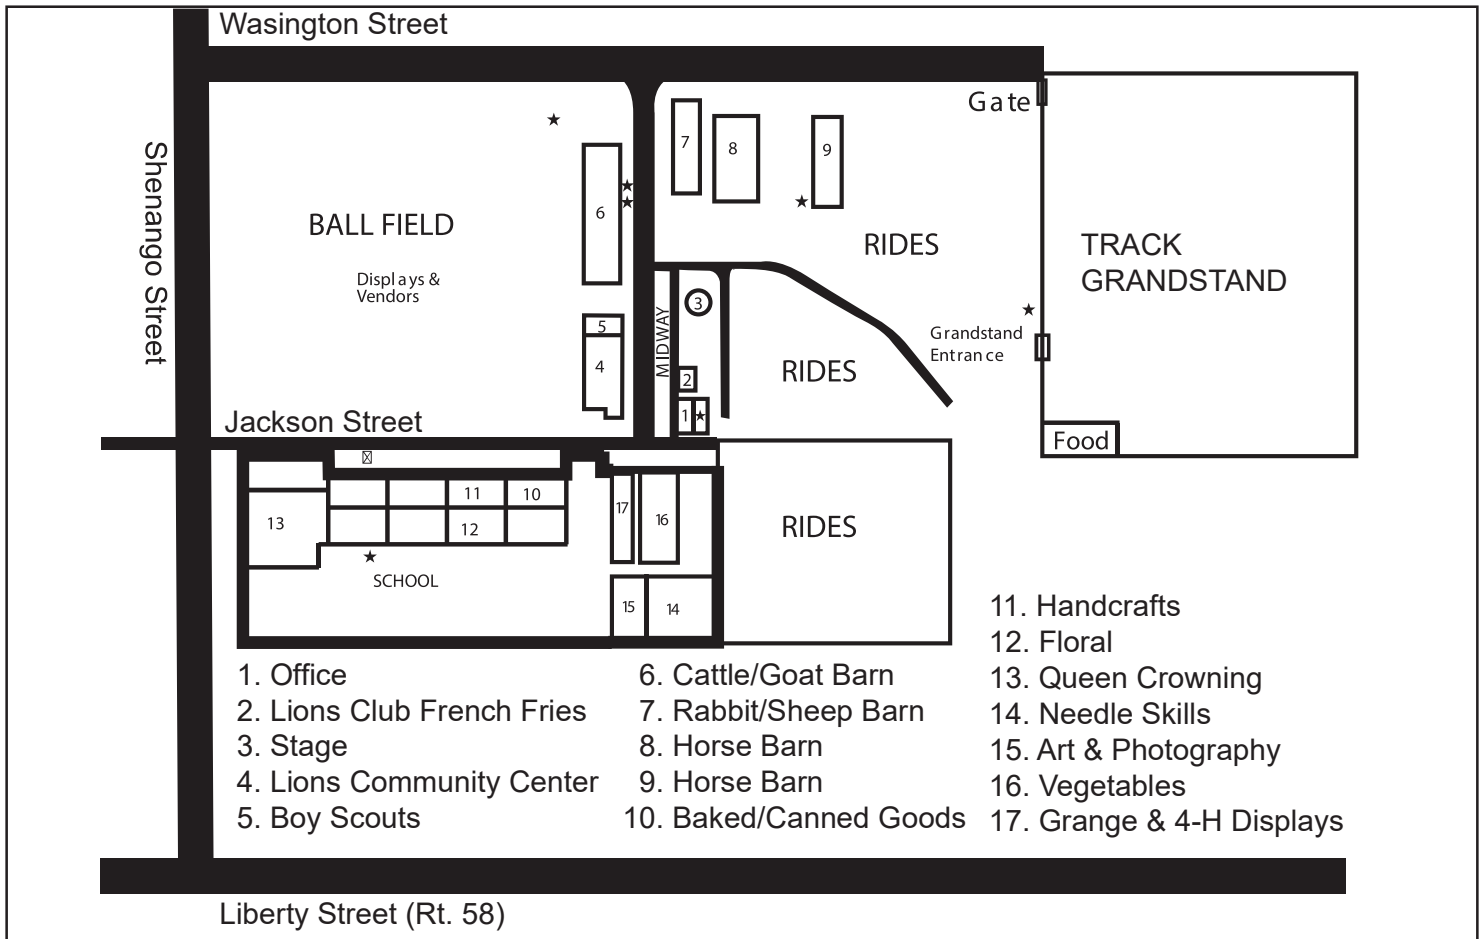 Wasington Street
Gate
Shenango Street
7
8
9
6
BALL FIELD
RIDES
TRACK
GRANDSTAND
Displays &
Vendors
3
5
MIDWAY
Grandstand
Entrance
4
2
RIDES
1
Jackson Street
Food
11
10
13
12
17
16
RIDES
SCHOOL
15
14
1. Office
2. Lions Club French Fries
3. Stage
4. Lions Community Center
5. Boy Scouts
6. Cattle/Goat Barn
7. Rabbit/Sheep Barn
8. Horse Barn
9. Horse Barn
10. Baked/Canned Goods
11. Handcrafts
12. Floral
13. Queen Crowning
14. Needle Skills
15. Art & Photography
16. Vegetables
17. Grange & 4-H Displays
Liberty Street (Rt. 58)